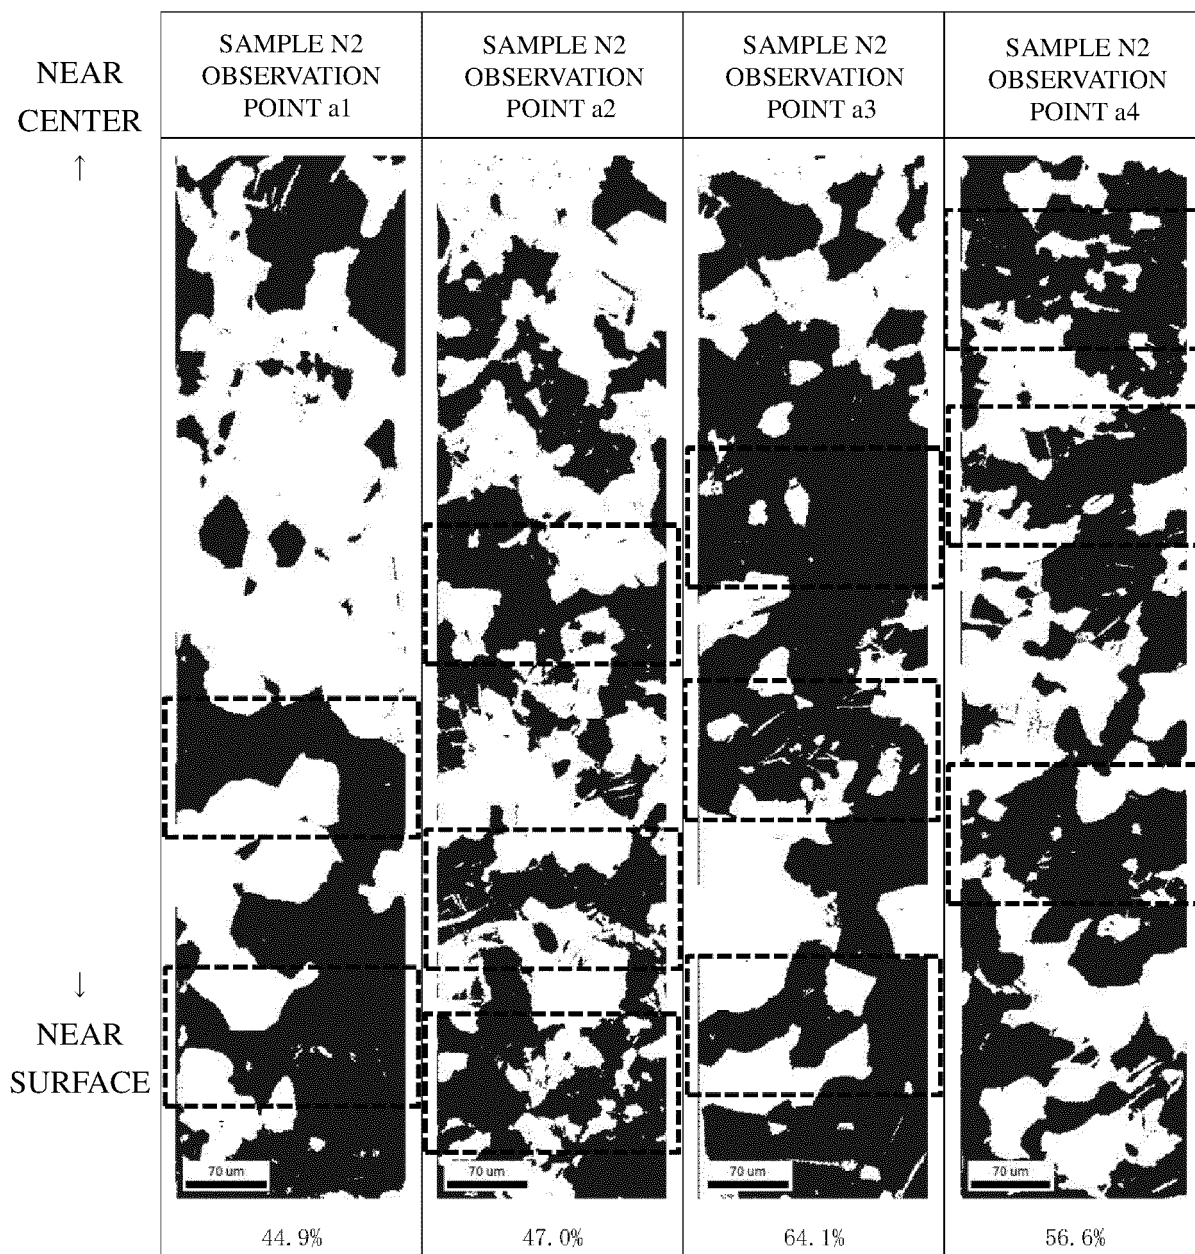 NEAR
CENTER
↑
SAMPLE N2
OBSERVATION
POINT a1
SAMPLE N2
OBSERVATION
POINT a2
SAMPLE N2
OBSERVATION
POINT a3
SAMPLE N2
OBSERVATION
POINT a4
↓
NEAR
SURFACE
70 um
70 um
70 um
70 um
44.9%
47.0%
64.1%
56.6%